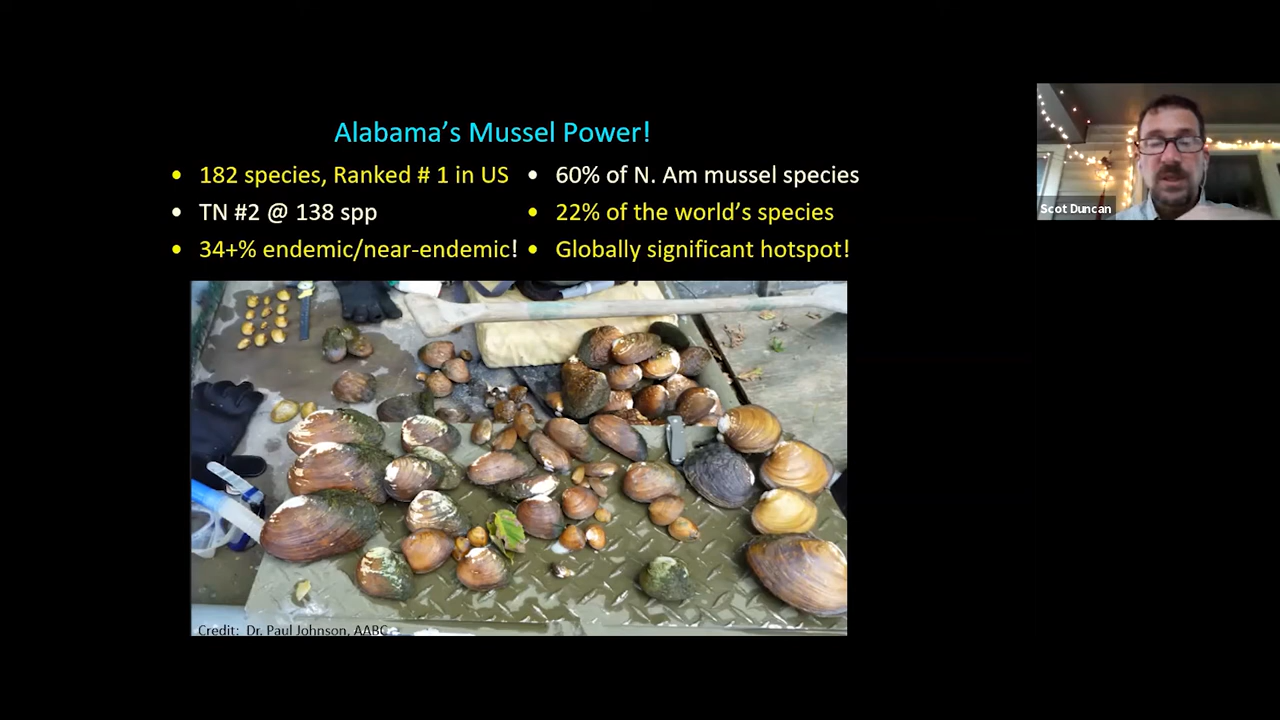 Alabama's Mussel Power!
• 182 species, Ranked # 1 in US
• TN #2 @ 138 spp
• 34+% endemic/near-endemic!
• 60% of N. Am mussel species
• 22% of the world's species
• Globally significant hotspot!
Credit: Dr. Paul Johnson, AABC
Scot Duncan